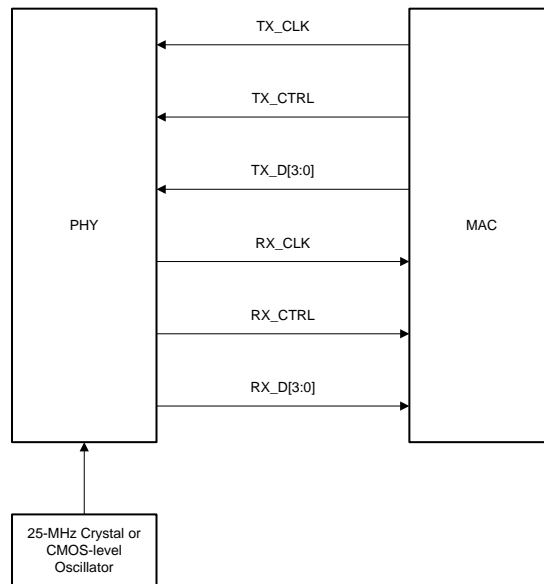 TX_CLK
TX_CTRL
TX_D[3:0]
PHY
MAC
RX_CLK
RX_CTRL
RX_D[3:0]
25-MHz Crystal or
CMOS-level
Oscillator